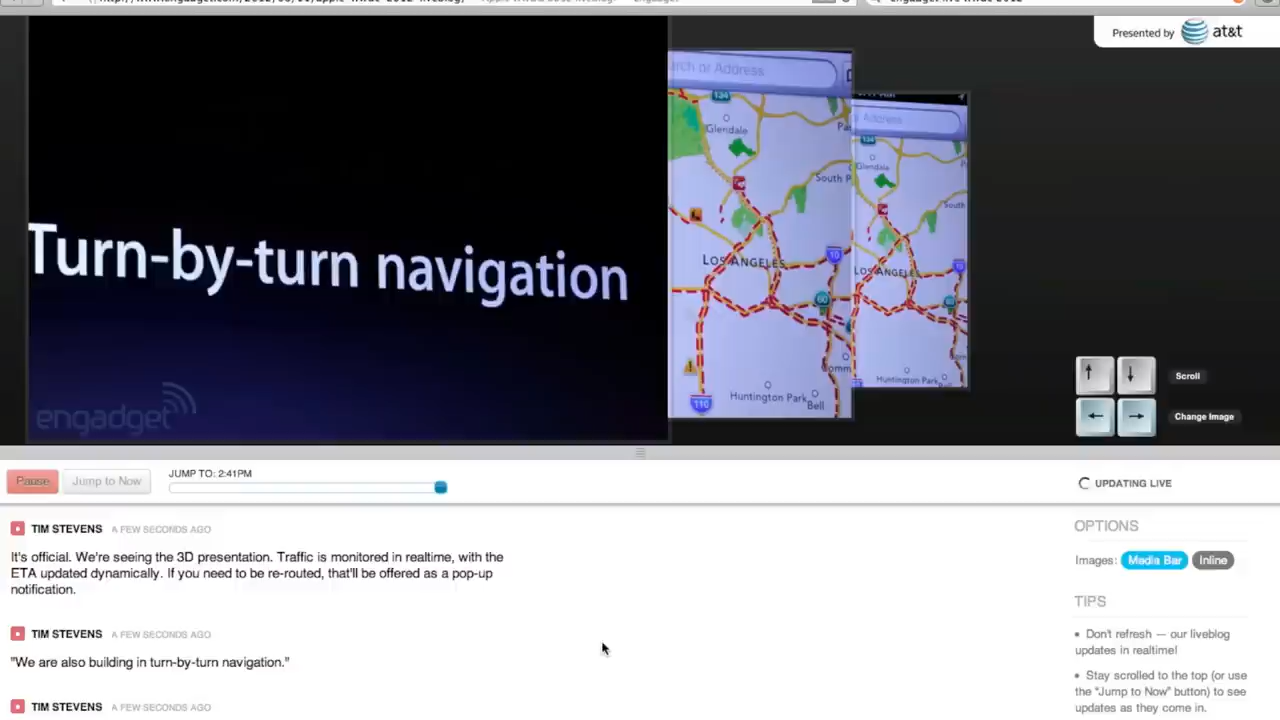 Presented by at&t
Turn-by-turn navigation
engadget
rch or Address
134
Glendale
South P
LOS ANGELES
10
60
Comm
Huntington Park
Bell
110
Address
Glendale
South
LOS ANGELES
Huntington Park
Scroll
Change Image
Pause
Jump to Now
JUMP TO: 2:41PM
UPDATING LIVE
TIM STEVENS A FEW SECONDS AGO
It's official. We're seeing the 3D presentation. Traffic is monitored in realtime, with the
ETA updated dynamically. If you need to be re-routed, that'll be offered as a pop-up
notification.
TIM STEVENS A FEW SECONDS AGO
"We are also building in turn-by-turn navigation."
TIM STEVENS A FEW SECONDS AGO
OPTIONS
Images: Media Bar Inline
TIPS
• Don't refresh — our liveblog
updates in realtime!
• Stay scrolled to the top (or use
the "Jump to Now" button) to see
updates as they come in.